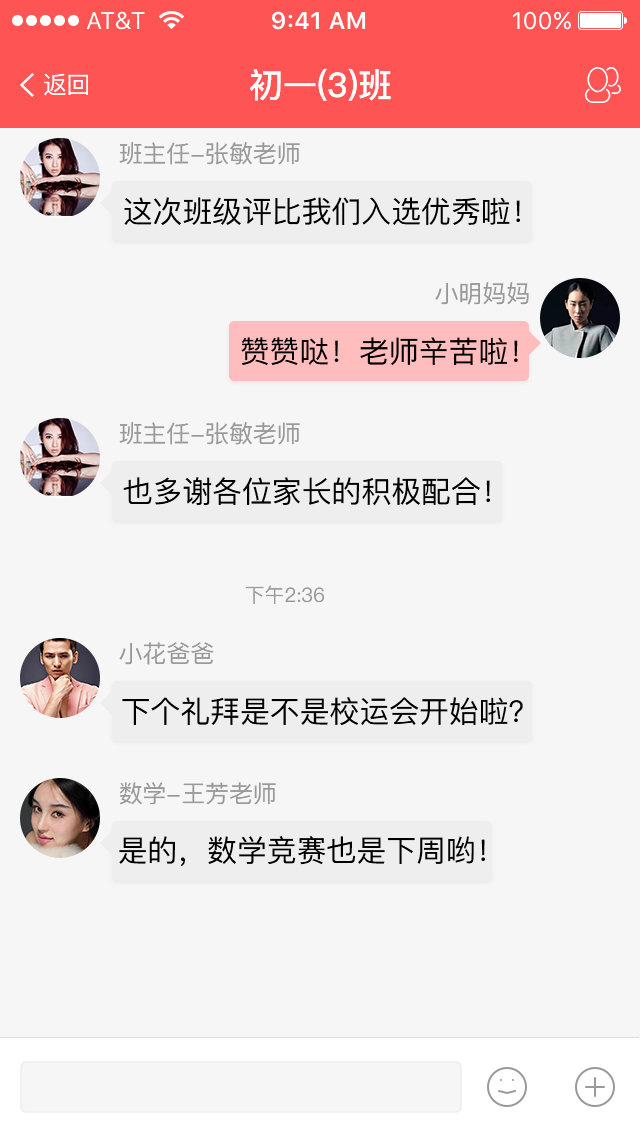 AT&T 9:41 AM 100%
返回 初一(3)班
班主任-张敏老师
这次班级评比我们入选优秀啦！
小明妈妈
赞赞哒！老师辛苦啦！
班主任-张敏老师
也多谢各位家长的积极配合！
下午2:36
小花爸爸
下个礼拜是不是校运会开始啦？
数学-王芳老师
是的，数学竞赛也是下周哟！